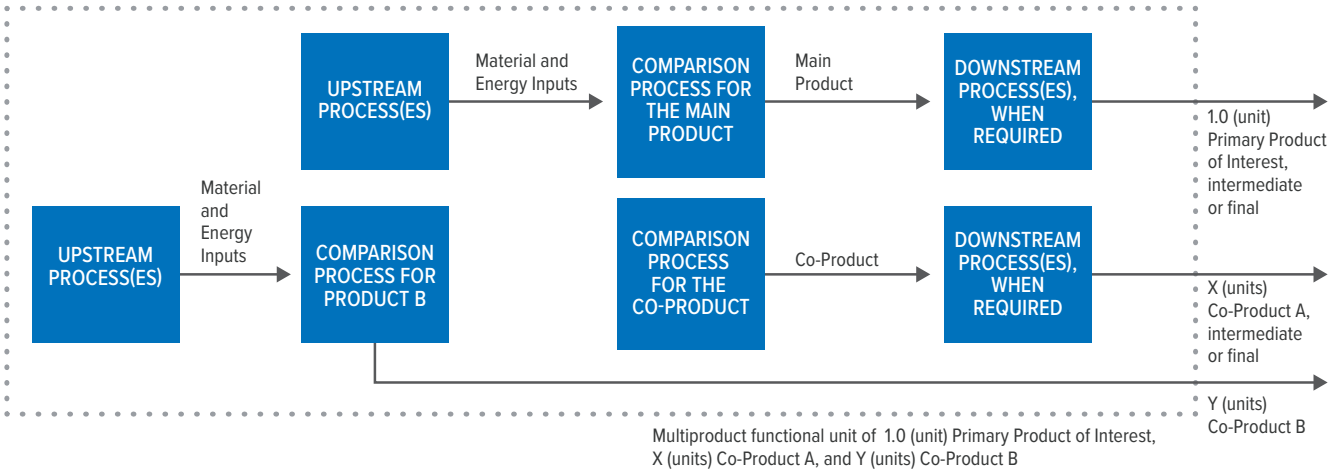 UPSTREAM
PROCESS(ES)
Material and
Energy Inputs
COMPARISON
PROCESS FOR
THE MAIN
PRODUCT
Main
Product
DOWNSTREAM
PROCESS(ES),
WHEN
REQUIRED
1.0 (unit)
Primary Product
of Interest,
intermediate
or final
UPSTREAM
PROCESS(ES)
Material
and
Energy
Inputs
COMPARISON
PROCESS FOR
PRODUCT B
COMPARISON
PROCESS
FOR THE
CO-PRODUCT
Co-Product
DOWNSTREAM
PROCESS(ES),
WHEN
REQUIRED
X (units)
Co-Product A,
intermediate
or final
Y (units)
Co-Product B
Multiproduct functional unit of 1.0 (unit) Primary Product of Interest,
X (units) Co-Product A, and Y (units) Co-Product B